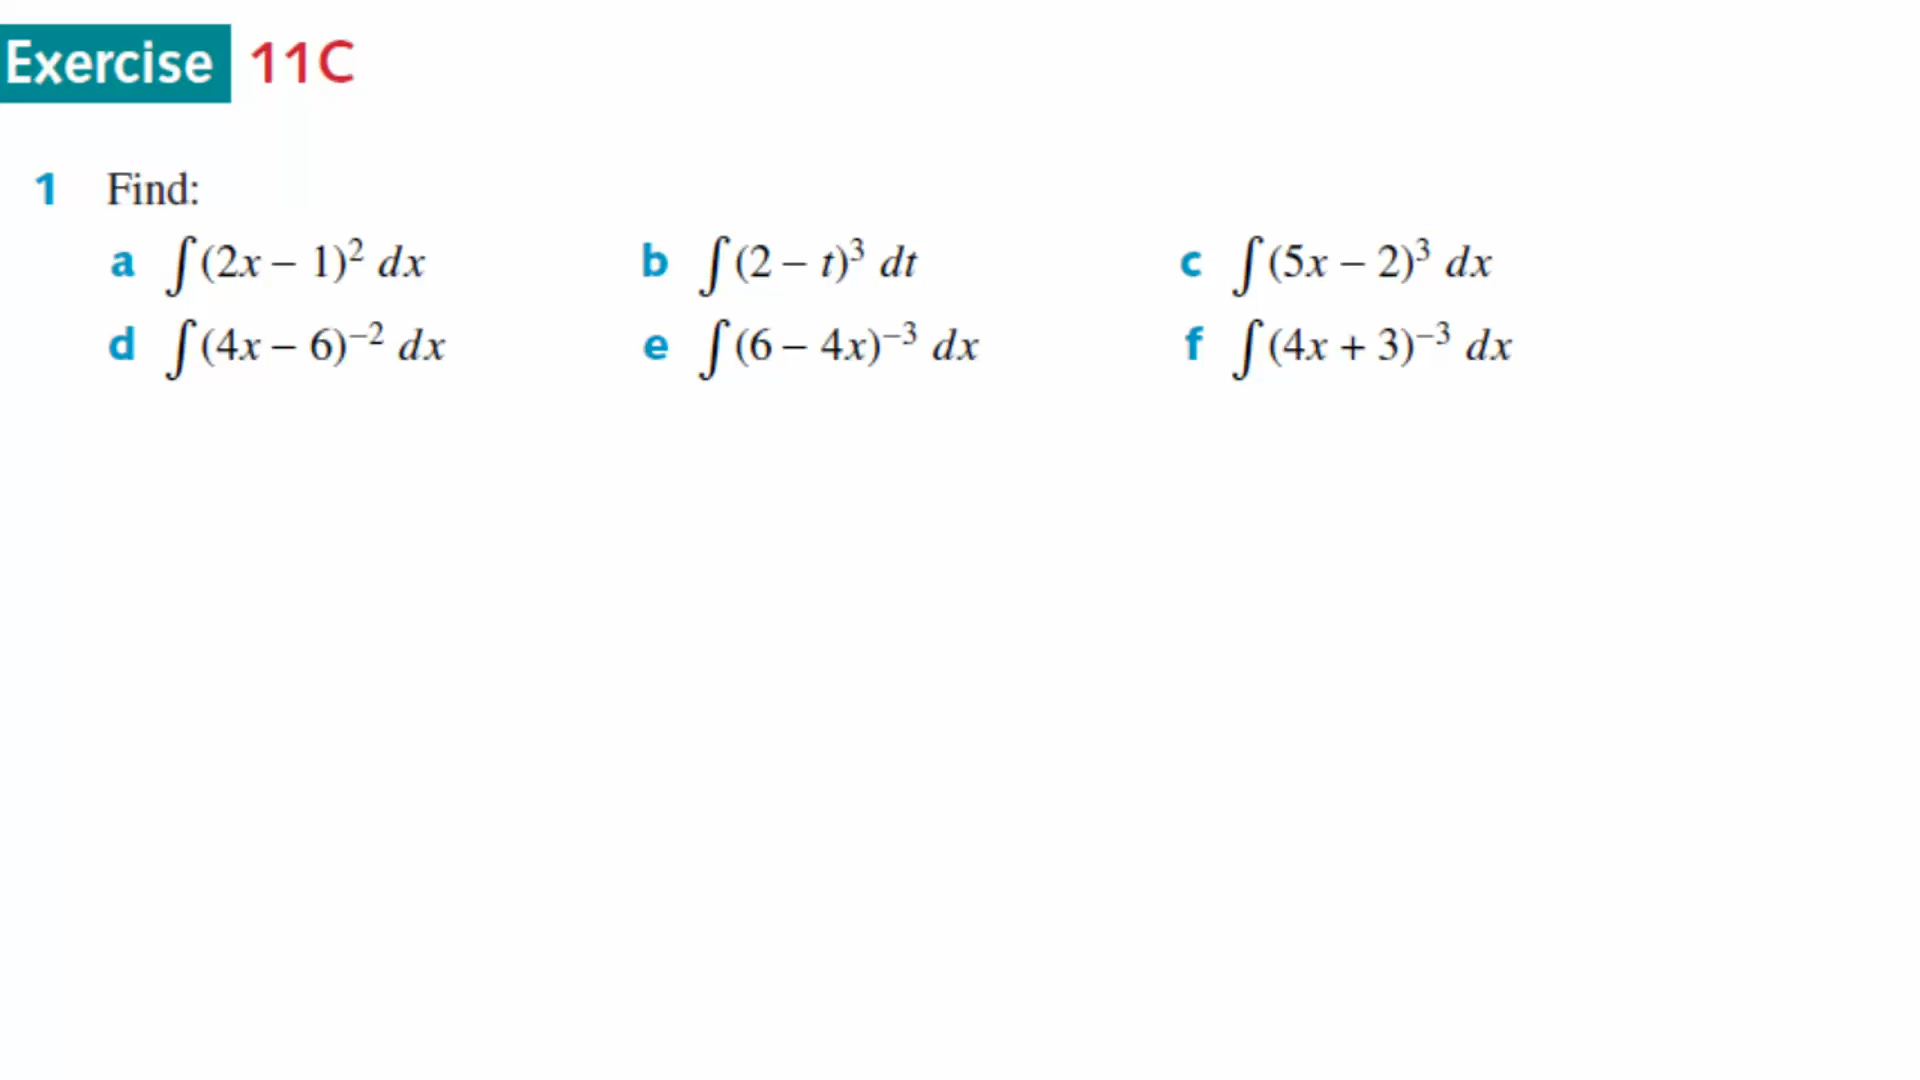 Exercise 11C
1 Find:
a ∫(2x – 1)² dx b ∫(2 – t)³ dt c ∫(5x – 2)³ dx
d ∫(4x – 6)⁻² dx e ∫(6 – 4x)⁻³ dx f ∫(4x + 3)⁻³ dx